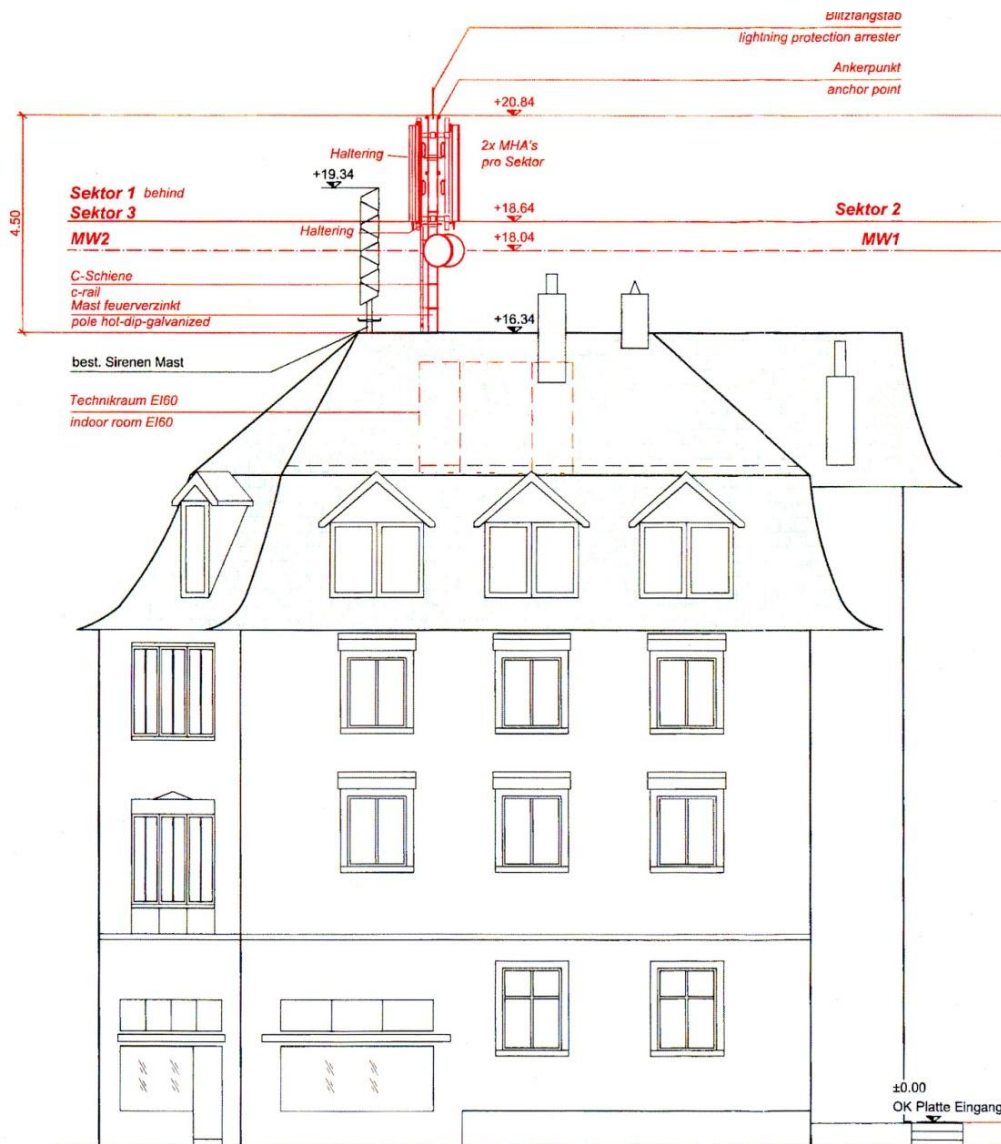 Blitzfangstab
lightning protection arrester
Ankerpunkt
anchor point
+20.84
2x MHA's
pro Sektor
Haltering
+19.34
Sektor 1 behind
Sektor 3
+18.64
Sektor 2
4.50
Haltering
MW2
+18.04
MW1
C-Schiene
c-rail
Mast feuerverzinkt
pole hot-dip-galvanized
+16.34
best. Sirenen Mast
Technikraum EI60
indoor room EI60
±0.00
OK Platte Eingang